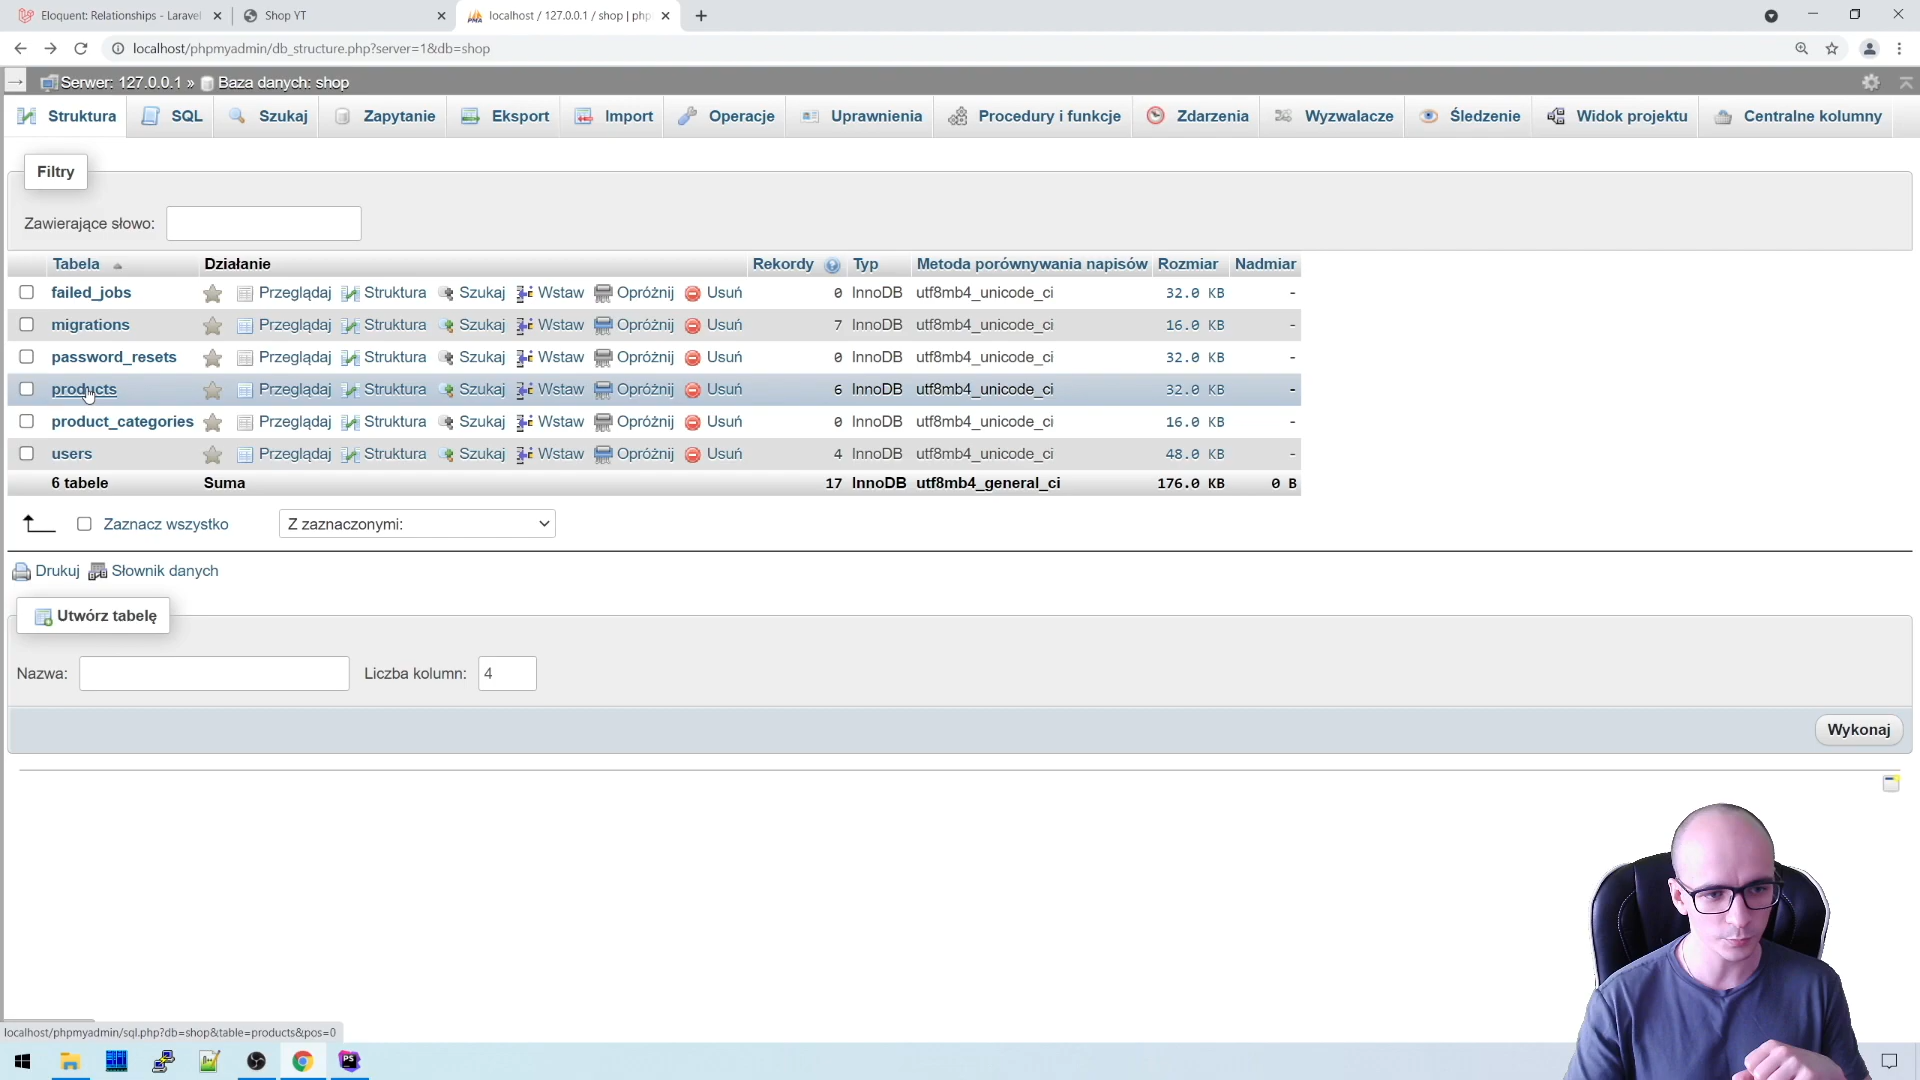 Eloquent: Relationships - Laravel
Shop YT
localhost / 127.0.0.1 / shop | php
localhost/phpmyadmin/db_structure.php?server=1&db=shop
Serwer: 127.0.0.1 » Baza danych: shop
Struktura SQL Szukaj Zapytanie Eksport Import Operacje Uprawnienia Procedury i funkcje Zdarzenia Wyzwalacze Śledzenie Widok projektu Centralne kolumny
Filtry
Zawierające słowo:
Tabela Działanie Rekordy Typ Metoda porównywania napisów Rozmiar Nadmiar
failed_jobs Przeglądaj Struktura Szukaj Wstaw Opróżnij Usuń 0 InnoDB utf8mb4_unicode_ci 32.0 KB -
migrations Przeglądaj Struktura Szukaj Wstaw Opróżnij Usuń 7 InnoDB utf8mb4_unicode_ci 16.0 KB -
password_resets Przeglądaj Struktura Szukaj Wstaw Opróżnij Usuń 0 InnoDB utf8mb4_unicode_ci 32.0 KB -
products Przeglądaj Struktura Szukaj Wstaw Opróżnij Usuń 6 InnoDB utf8mb4_unicode_ci 32.0 KB -
product_categories Przeglądaj Struktura Szukaj Wstaw Opróżnij Usuń 0 InnoDB utf8mb4_unicode_ci 16.0 KB -
users Przeglądaj Struktura Szukaj Wstaw Opróżnij Usuń 4 InnoDB utf8mb4_unicode_ci 48.0 KB -
6 tabele Suma 17 InnoDB utf8mb4_general_ci 176.0 KB 0 B
Zaznacz wszystko Z zaznaczonymi:
Drukuj Słownik danych
Utwórz tabelę
Nazwa: Liczba kolumn: 4
Wykonaj
localhost/phpmyadmin/sql.php?db=shop&table=products&pos=0
PS